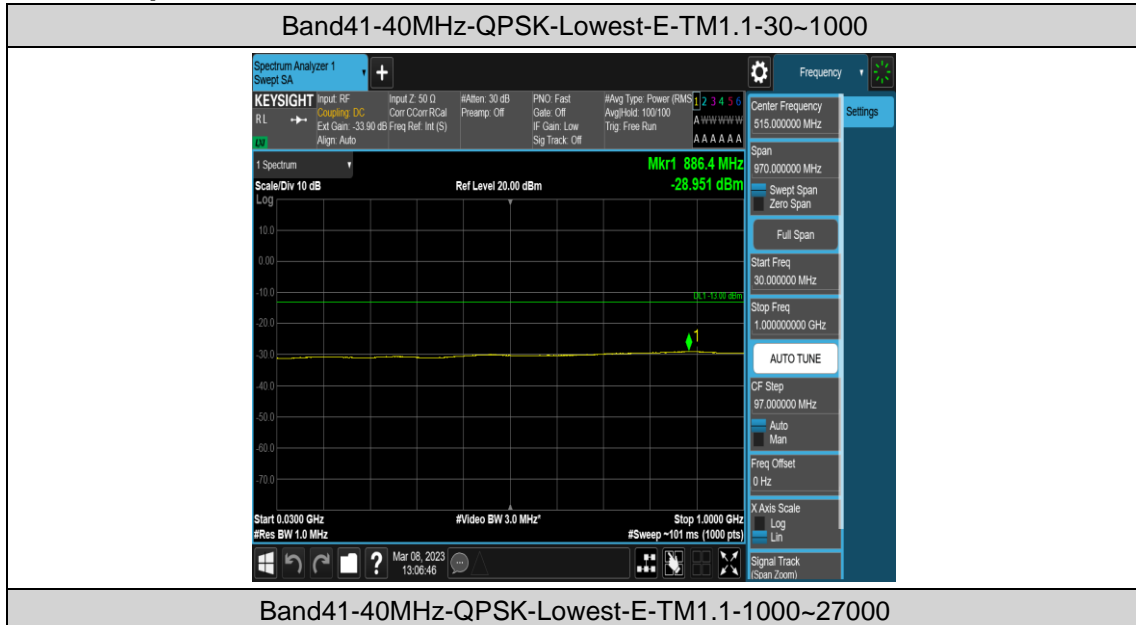 Band41-40MHz-QPSK-Lowest-E-TM1.1-30~1000
Spectrum Analyzer 1
Swept SA
+
Frequency
KEYSIGHT
RL
Input: RF
Coupling: DC
Ext Gain: -33.90 dB
Align: Auto
Input Z: 50 Ω
Corr CCorr RCal
Freq Ref: Int (S)
#Atten: 30 dB
Preamp: Off
PNO: Fast
Gate: Off
IF Gain: Low
Sig Track: Off
#Avg Type: Power (RMS
Avg|Hold: 100/100
Trig: Free Run
1 2 3 4 5 6
A W W W W W
A A A A A A
1 Spectrum
Scale/Div 10 dB
Log
Ref Level 20.00 dBm
Mkr1 886.4 MHz
-28.951 dBm
10.0
0.00
-10.0
-20.0
-30.0
-40.0
-50.0
-60.0
-70.0
DL1 -13.00 dBm
1
Start 0.0300 GHz
#Res BW 1.0 MHz
#Video BW 3.0 MHz*
Stop 1.0000 GHz
#Sweep ~101 ms (1000 pts)
Center Frequency
515.000000 MHz
Span
970.000000 MHz
Swept Span
Zero Span
Full Span
Start Freq
30.000000 MHz
Stop Freq
1.000000000 GHz
AUTO TUNE
CF Step
97.000000 MHz
Auto
Man
Freq Offset
0 Hz
X Axis Scale
Log
Lin
Signal Track
(Span Zoom)
Settings
?
Mar 08, 2023
13:06:46
Band41-40MHz-QPSK-Lowest-E-TM1.1-1000~27000